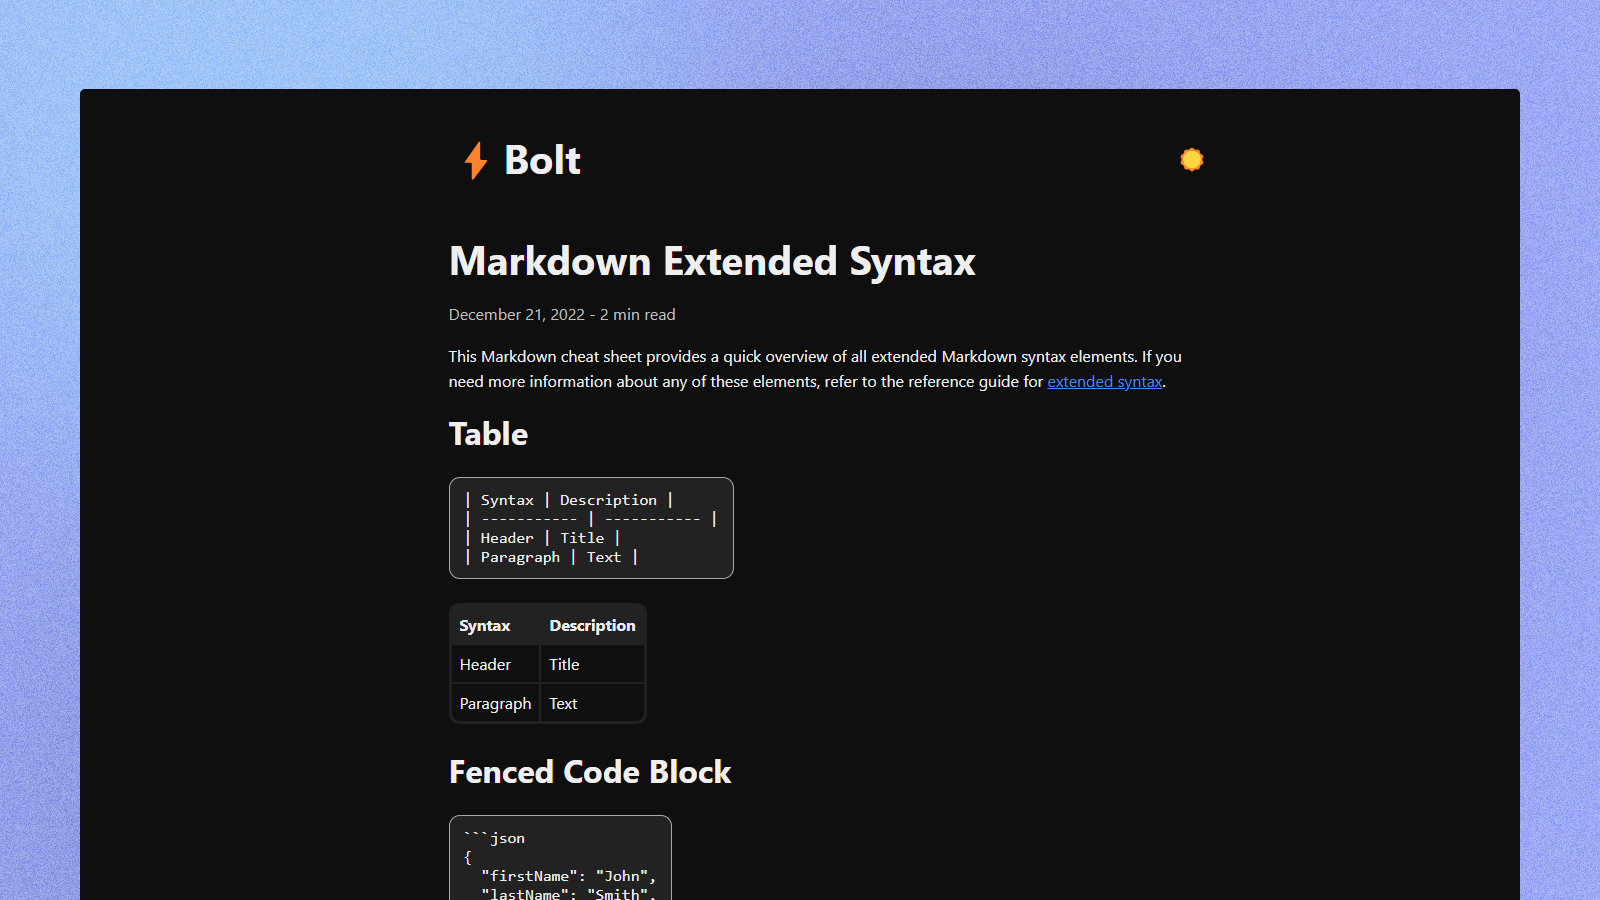 Bolt
Markdown Extended Syntax
December 21, 2022 - 2 min read
This Markdown cheat sheet provides a quick overview of all extended Markdown syntax elements. If you
need more information about any of these elements, refer to the reference guide for extended syntax.
Table
| Syntax | Description |
| ----------- | ----------- |
| Header | Title |
| Paragraph | Text |
Syntax Description
Header Title
Paragraph Text
Fenced Code Block
```json
{
"firstName": "John",
"lastName": "Smith",